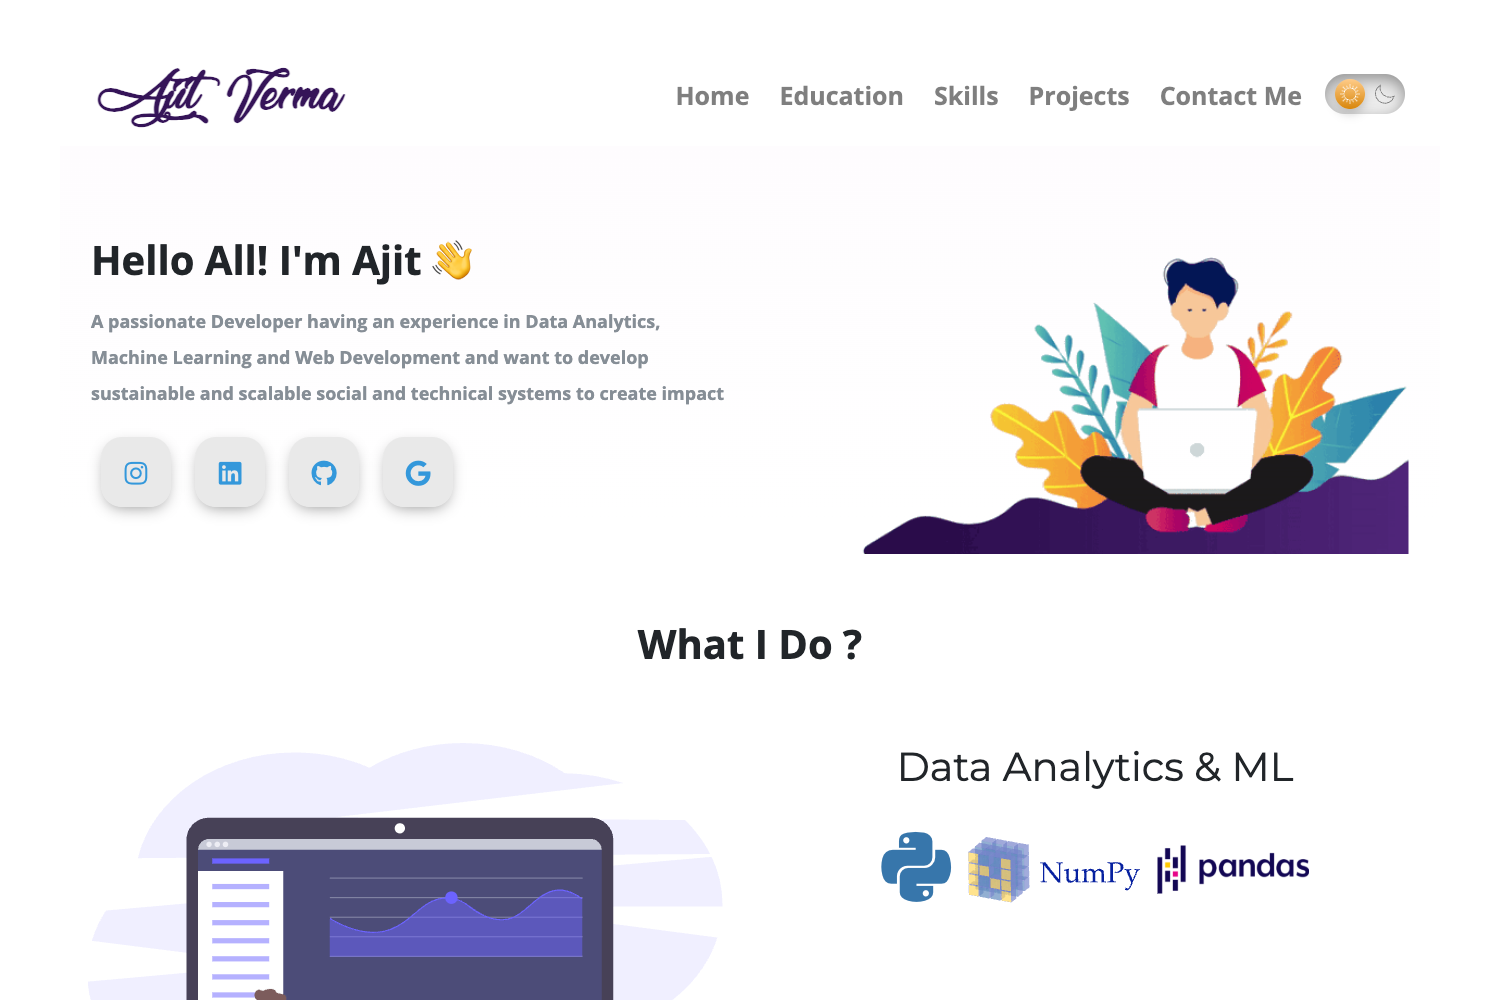 Ajit Verma
Home Education Skills Projects Contact Me
Hello All! I'm Ajit 👋
A passionate Developer having an experience in Data Analytics,
Machine Learning and Web Development and want to develop
sustainable and scalable social and technical systems to create impact
What I Do ?
Data Analytics & ML
NumPy pandas